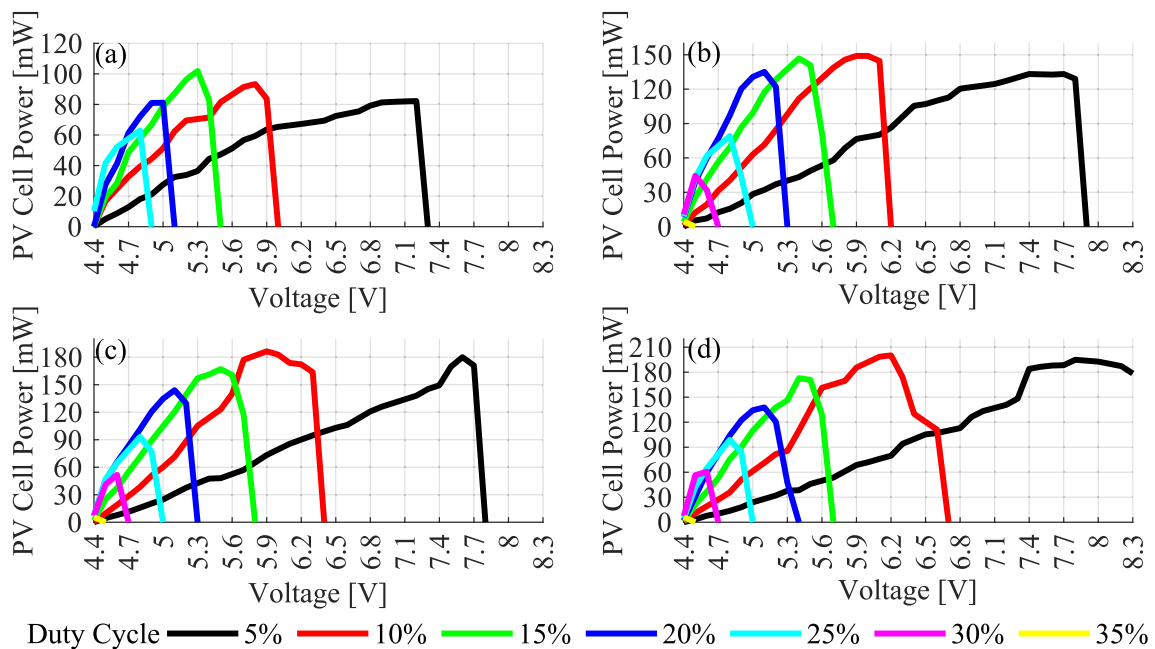 (a)
PV Cell Power [mW]
120
100
80
60
40
20
0
4.4 4.7 5 5.3 5.6 5.9 6.2 6.5 6.8 7.1 7.4 7.7 8 8.3
Voltage [V]
(b)
PV Cell Power [mW]
150
120
90
60
30
0
4.4 4.7 5 5.3 5.6 5.9 6.2 6.5 6.8 7.1 7.4 7.7 8 8.3
Voltage [V]
(c)
PV Cell Power [mW]
180
150
120
90
60
30
0
4.4 4.7 5 5.3 5.6 5.9 6.2 6.5 6.8 7.1 7.4 7.7 8 8.3
Voltage [V]
(d)
PV Cell Power [mW]
210
180
150
120
90
60
30
0
4.4 4.7 5 5.3 5.6 5.9 6.2 6.5 6.8 7.1 7.4 7.7 8 8.3
Voltage [V]
Duty Cycle 5% 10% 15% 20% 25% 30% 35%